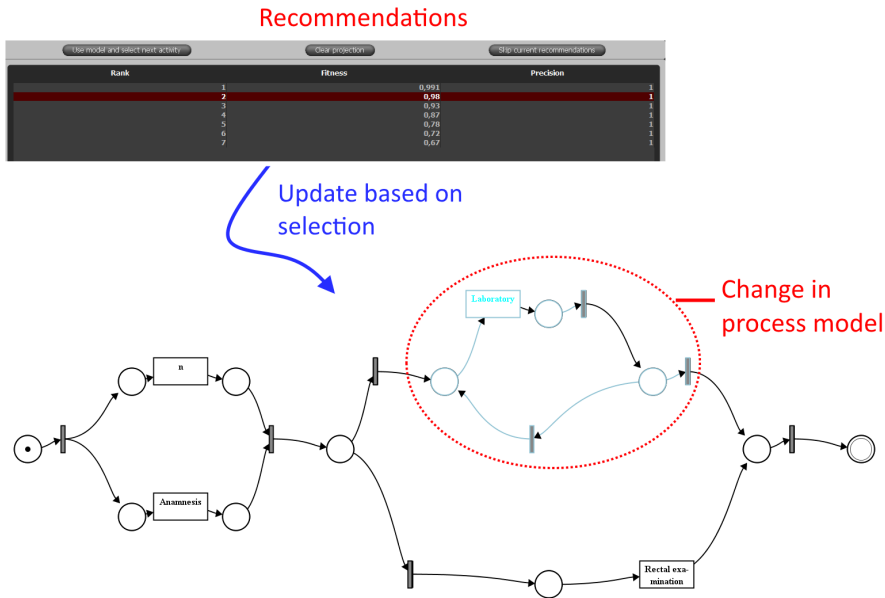 Recommendations
Use model and select next activity Clear projection Skip current recommendations
Rank Fitness Precision
1 0,991 1
2 0,98 1
3 0,93 1
4 0,87 1
5 0,78 1
6 0,72 1
7 0,67 1
Update based on
selection
Laboratory
Change in
process model
n
Anamnesis
Rectal exa-
mination